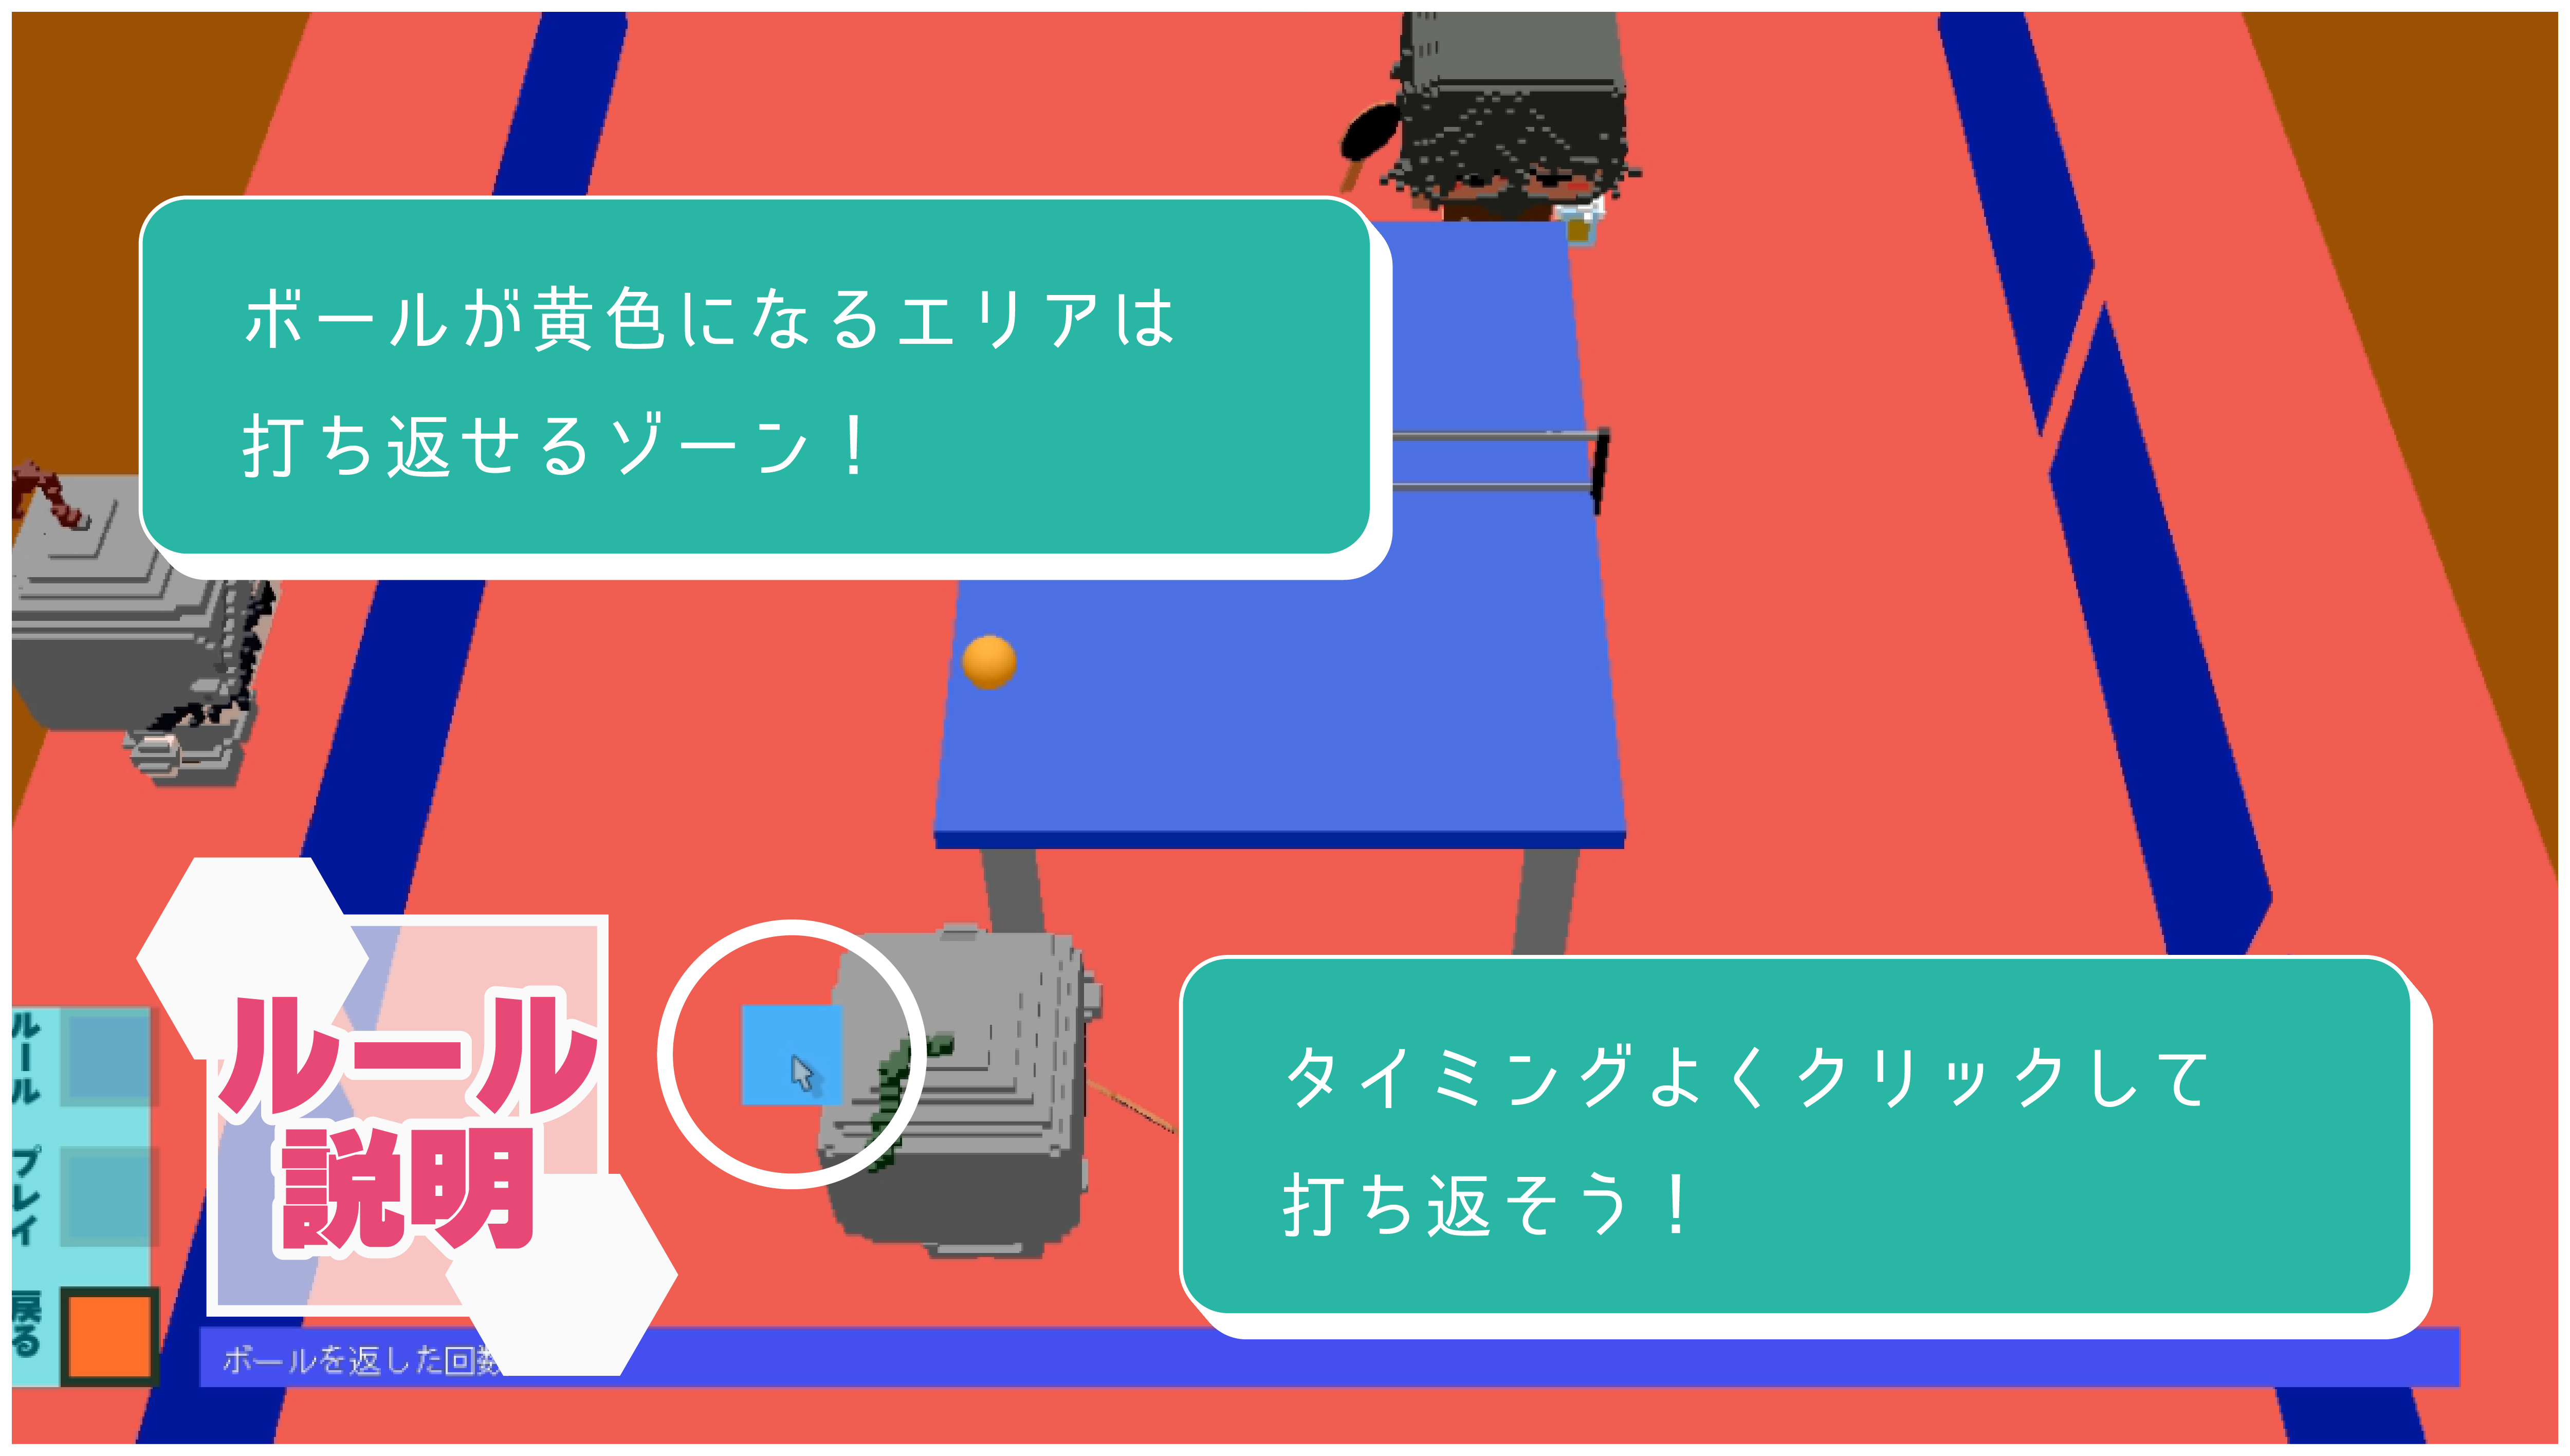 ボールが黄色になるエリアは
打ち返せるゾーン！
ルール
説明
タイミングよくクリックして
打ち返そう！
ルール
プレイ
戻る
ボールを返した回数